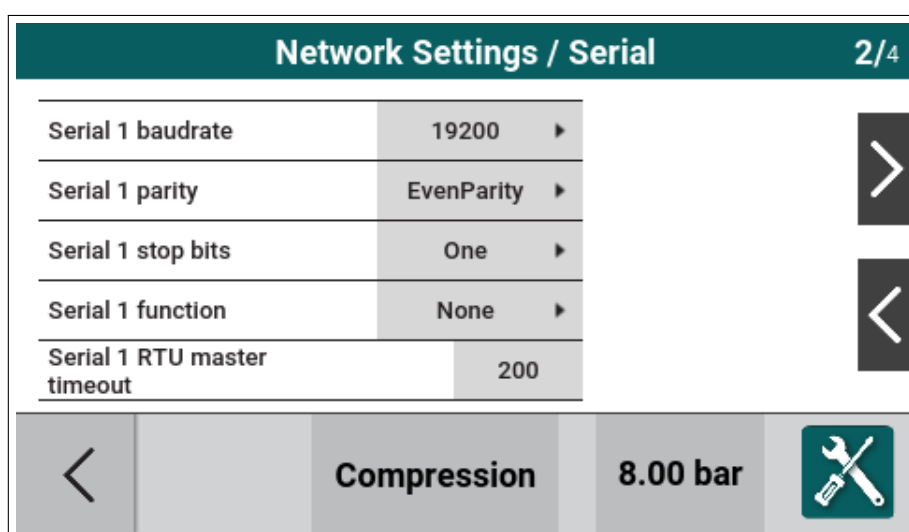 Network Settings / Serial 2/4
Serial 1 baudrate 19200
Serial 1 parity EvenParity
Serial 1 stop bits One
Serial 1 function None
Serial 1 RTU master
timeout 200
Compression 8.00 bar